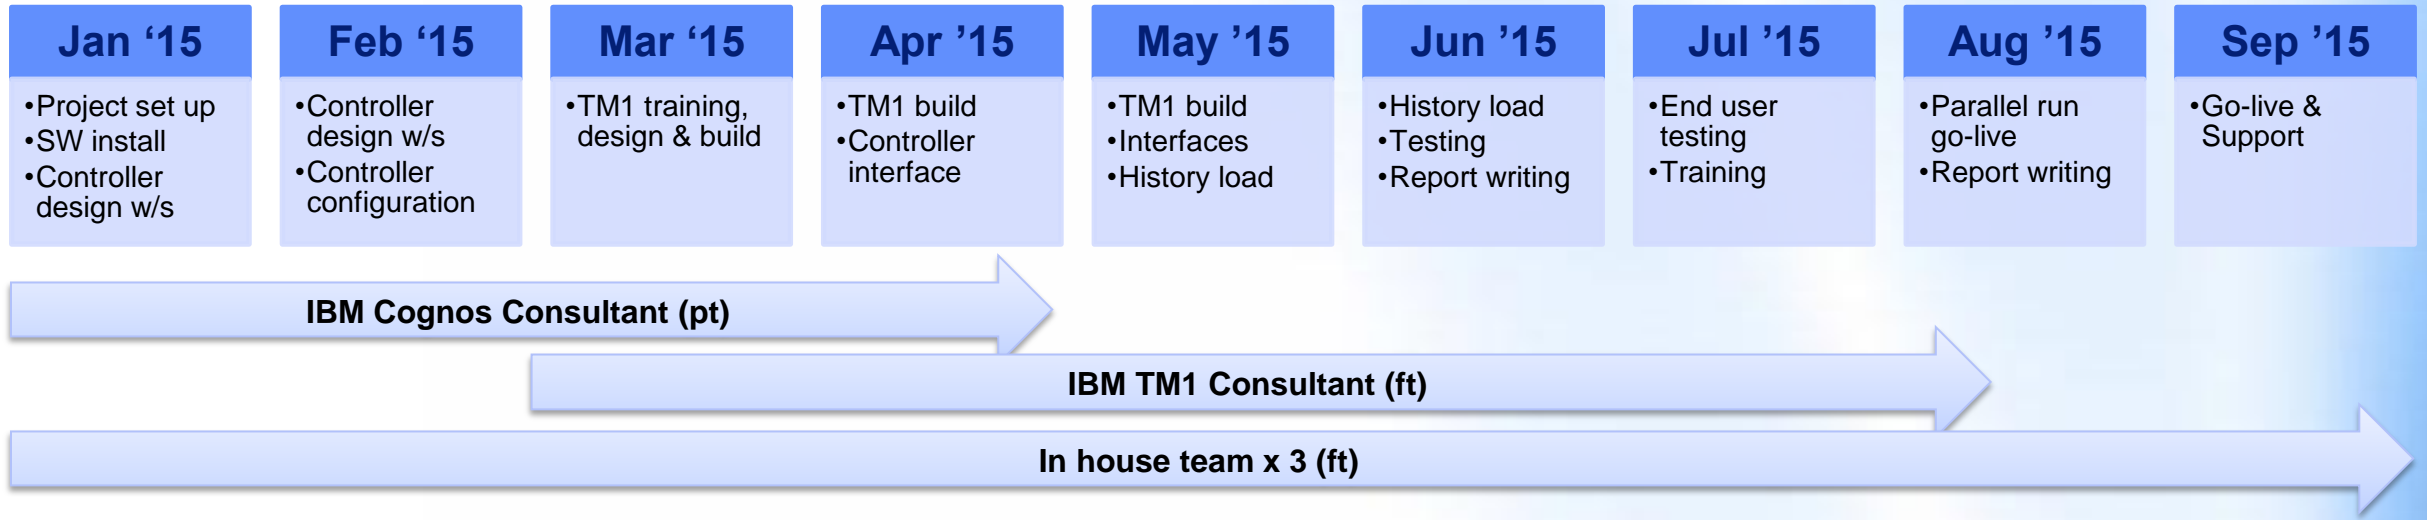 Jan ‘15
•Project set up
•SW install
•Controller
design w/s
Feb ‘15
•Controller
design w/s
•Controller
configuration
Mar ‘15
•TM1 training,
design & build
Apr ’15
•TM1 build
•Controller
interface
May ’15
•TM1 build
•Interfaces
•History load
Jun ’15
•History load
•Testing
•Report writing
Jul ’15
•End user
testing
•Training
Aug ’15
•Parallel run
go-live
•Report writing
Sep ’15
•Go-live &
Support
IBM Cognos Consultant (pt)
IBM TM1 Consultant (ft)
In house team x 3 (ft)